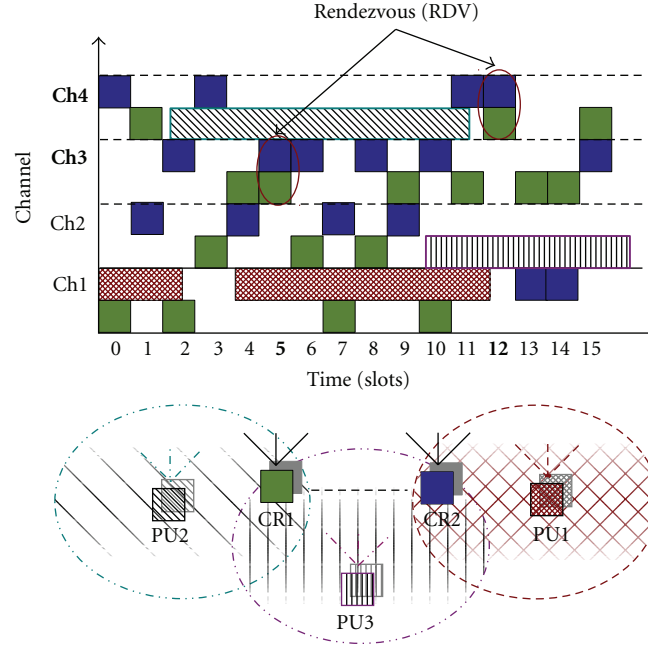 Rendezvous (RDV)
Ch4
Ch3
Ch2
Ch1
Channel
0 1 2 3 4 5 6 7 8 9 10 11 12 13 14 15
Time (slots)
CR1 CR2
PU2 PU1
PU3